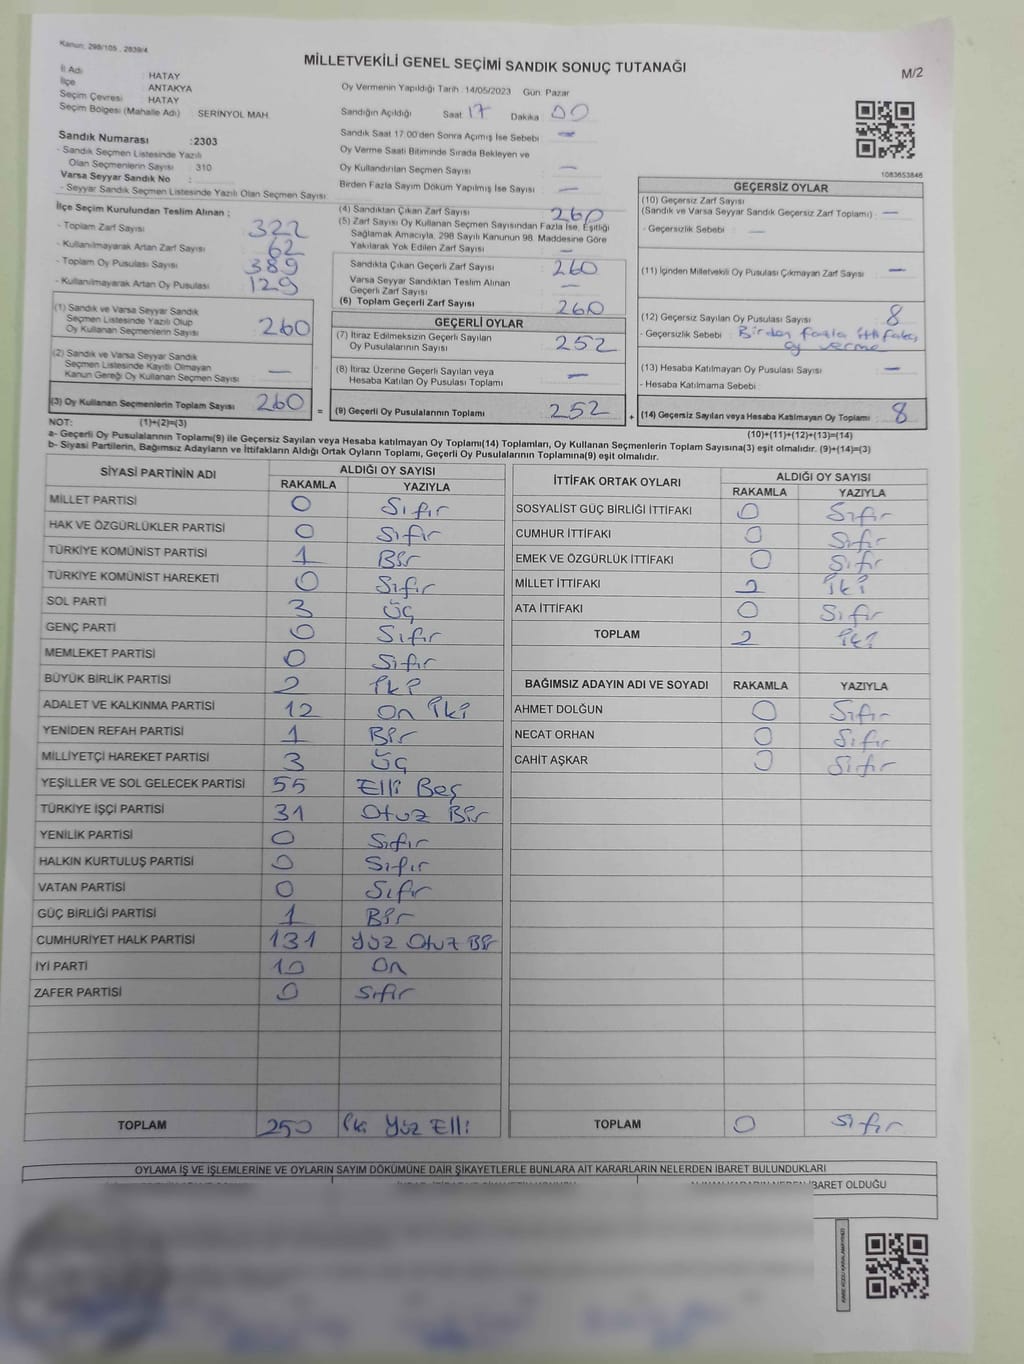 Kanun: 298/105 , 2839/4
MİLLETVEKİLİ GENEL SEÇİMİ SANDIK SONUÇ TUTANAĞI
M/2
İl Adı : HATAY
İlçe : ANTAKYA
Seçim Çevresi : HATAY
Seçim Bölgesi (Mahalle Adı) : SERİNYOL MAH.
Sandık Numarası :2303
- Sandık Seçmen Listesinde Yazılı
Olan Seçmenlerin Sayısı : 310
Varsa Seyyar Sandık No :
- Seyyar Sandık Seçmen Listesinde Yazılı Olan Seçmen Sayısı
İlçe Seçim Kurulundan Teslim Alınan ;
- Toplam Zarf Sayısı 322
- Kullanılmayarak Artan Zarf Sayısı 62
- Toplam Oy Pusulası Sayısı 389
- Kullanılmayarak Artan Oy Pusulası 129
(1) Sandık ve Varsa Seyyar Sandık
Seçmen Listesinde Yazılı Olup
Oy Kullanan Seçmenlerin Sayısı 260
(2) Sandık ve Varsa Seyyar Sandık
Seçmen Listesinde Kayıtlı Olmayan
Kanun Gereği Oy Kullanan Seçmen Sayısı : —
(3) Oy Kullanan Seçmenlerin Toplam Sayısı 260
Oy Vermenin Yapıldığı Tarih :14/05/2023 Gün: Pazar
Sandığın Açıldığı Saat 17 Dakika 00
Sandık Saat 17:00'den Sonra Açımış İse Sebebi : —
Oy Verme Saati Bitiminde Sırada Bekleyen ve
Oy Kullandırılan Seçmen Sayısı : —
Birden Fazla Sayım Döküm Yapılmış İse Sayısı : —
(4) Sandıktan Çıkan Zarf Sayısı 260
(5) Zarf Sayısı Oy Kullanan Seçmen Sayısından Fazla İse, Eşitliği
Sağlamak Amacıyla, 298 Sayılı Kanunun 98. Maddesine Göre
Yakılarak Yok Edilen Zarf Sayısı : —
Sandıkta Çıkan Geçerli Zarf Sayısı 260
Varsa Seyyar Sandıktan Teslim Alınan
Geçerli Zarf Sayısı : —
(6) Toplam Geçerli Zarf Sayısı 260
GEÇERLİ OYLAR
(7) İtiraz Edilmeksizin Geçerli Sayılan
Oy Pusulalarının Sayısı : 252
(8) İtiraz Üzerine Geçerli Sayılan veya
Hesaba Katılan Oy Pusulası Toplamı : —
= (9) Geçerli Oy Pusulalarının Toplamı 252
1083653846
GEÇERSİZ OYLAR
(10) Geçersiz Zarf Sayısı
(Sandık ve Varsa Seyyar Sandık Geçersiz Zarf Toplamı) : —
- Geçersizlik Sebebi : —
(11) İçinden Milletvekili Oy Pusulası Çıkmayan Zarf Sayısı : —
(12) Geçersiz Sayılan Oy Pusulası Sayısı : 8
- Geçersizlik Sebebi : Birden fazla ittifaka
oy verme
(13) Hesaba Katılmayan Oy Pusulası Sayısı : —
- Hesaba Katılmama Sebebi :
+ (14) Geçersiz Sayılan veya Hesaba Katılmayan Oy Toplamı : 8
NOT: (1)+(2)=(3) (10)+(11)+(12)+(13)=(14)
a- Geçerli Oy Pusulalarının Toplamı(9) ile Geçersiz Sayılan veya Hesaba katılmayan Oy Toplamı(14) Toplamları, Oy Kullanan Seçmenlerin Toplam Sayısına(3) eşit olmalıdır. (9)+(14)=(3)
b- Siyasi Partilerin, Bağımsız Adayların ve İttifakların Aldığı Ortak Oyların Toplamı, Geçerli Oy Pusulalarının Toplamına(9) eşit olmalıdır.
SİYASİ PARTİNİN ADI ALDIĞI OY SAYISI
RAKAMLA YAZIYLA
MİLLET PARTİSİ 0 Sıfır
HAK VE ÖZGÜRLÜKLER PARTİSİ 0 Sıfır
TÜRKİYE KOMÜNİST PARTİSİ 1 Bir
TÜRKİYE KOMÜNİST HAREKETİ 0 Sıfır
SOL PARTİ 3 Üç
GENÇ PARTİ 0 Sıfır
MEMLEKET PARTİSİ 0 Sıfır
BÜYÜK BİRLİK PARTİSİ 2 İki
ADALET VE KALKINMA PARTİSİ 12 On İki
YENİDEN REFAH PARTİSİ 1 Bir
MİLLİYETÇİ HAREKET PARTİSİ 3 Üç
YEŞİLLER VE SOL GELECEK PARTİSİ 55 Elli Beş
TÜRKİYE İŞÇİ PARTİSİ 31 Otuz Bir
YENİLİK PARTİSİ 0 Sıfır
HALKIN KURTULUŞ PARTİSİ 0 Sıfır
VATAN PARTİSİ 0 Sıfır
GÜÇ BİRLİĞİ PARTİSİ 1 Bir
CUMHURİYET HALK PARTİSİ 131 Yüz Otuz Bir
İYİ PARTİ 10 On
ZAFER PARTİSİ 0 Sıfır
TOPLAM 250 İki Yüz Elli
İTTİFAK ORTAK OYLARI ALDIĞI OY SAYISI
RAKAMLA YAZIYLA
SOSYALİST GÜÇ BİRLİĞİ İTTİFAKI 0 Sıfır
CUMHUR İTTİFAKI 0 Sıfır
EMEK VE ÖZGÜRLÜK İTTİFAKI 0 Sıfır
MİLLET İTTİFAKI 2 İki
ATA İTTİFAKI 0 Sıfır
TOPLAM 2 İki
BAĞIMSIZ ADAYIN ADI VE SOYADI RAKAMLA YAZIYLA
AHMET DOLĞUN 0 Sıfır
NECAT ORHAN 0 Sıfır
CAHİT AŞKAR 0 Sıfır
TOPLAM 0 Sıfır
OYLAMA İŞ VE İŞLEMLERİNE VE OYLARIN SAYIM DÖKÜMÜNE DAİR ŞİKAYETLERLE BUNLARA AİT KARARLARIN NELERDEN İBARET BULUNDUKLARI
İBARET OLDUĞU